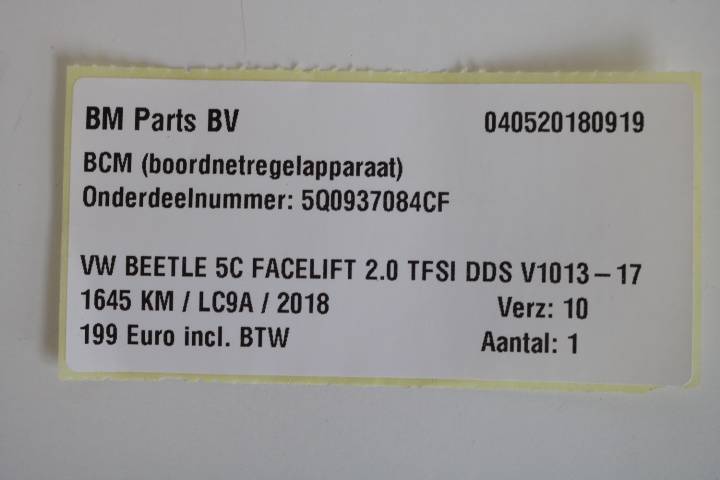 BM Parts BV 040520180919
BCM (boordnetregelapparaat)
Onderdeelnummer: 5Q0937084CF
VW BEETLE 5C FACELIFT 2.0 TFSI DDS V1013-17
1645 KM / LC9A / 2018 Verz: 10
199 Euro incl. BTW Aantal: 1